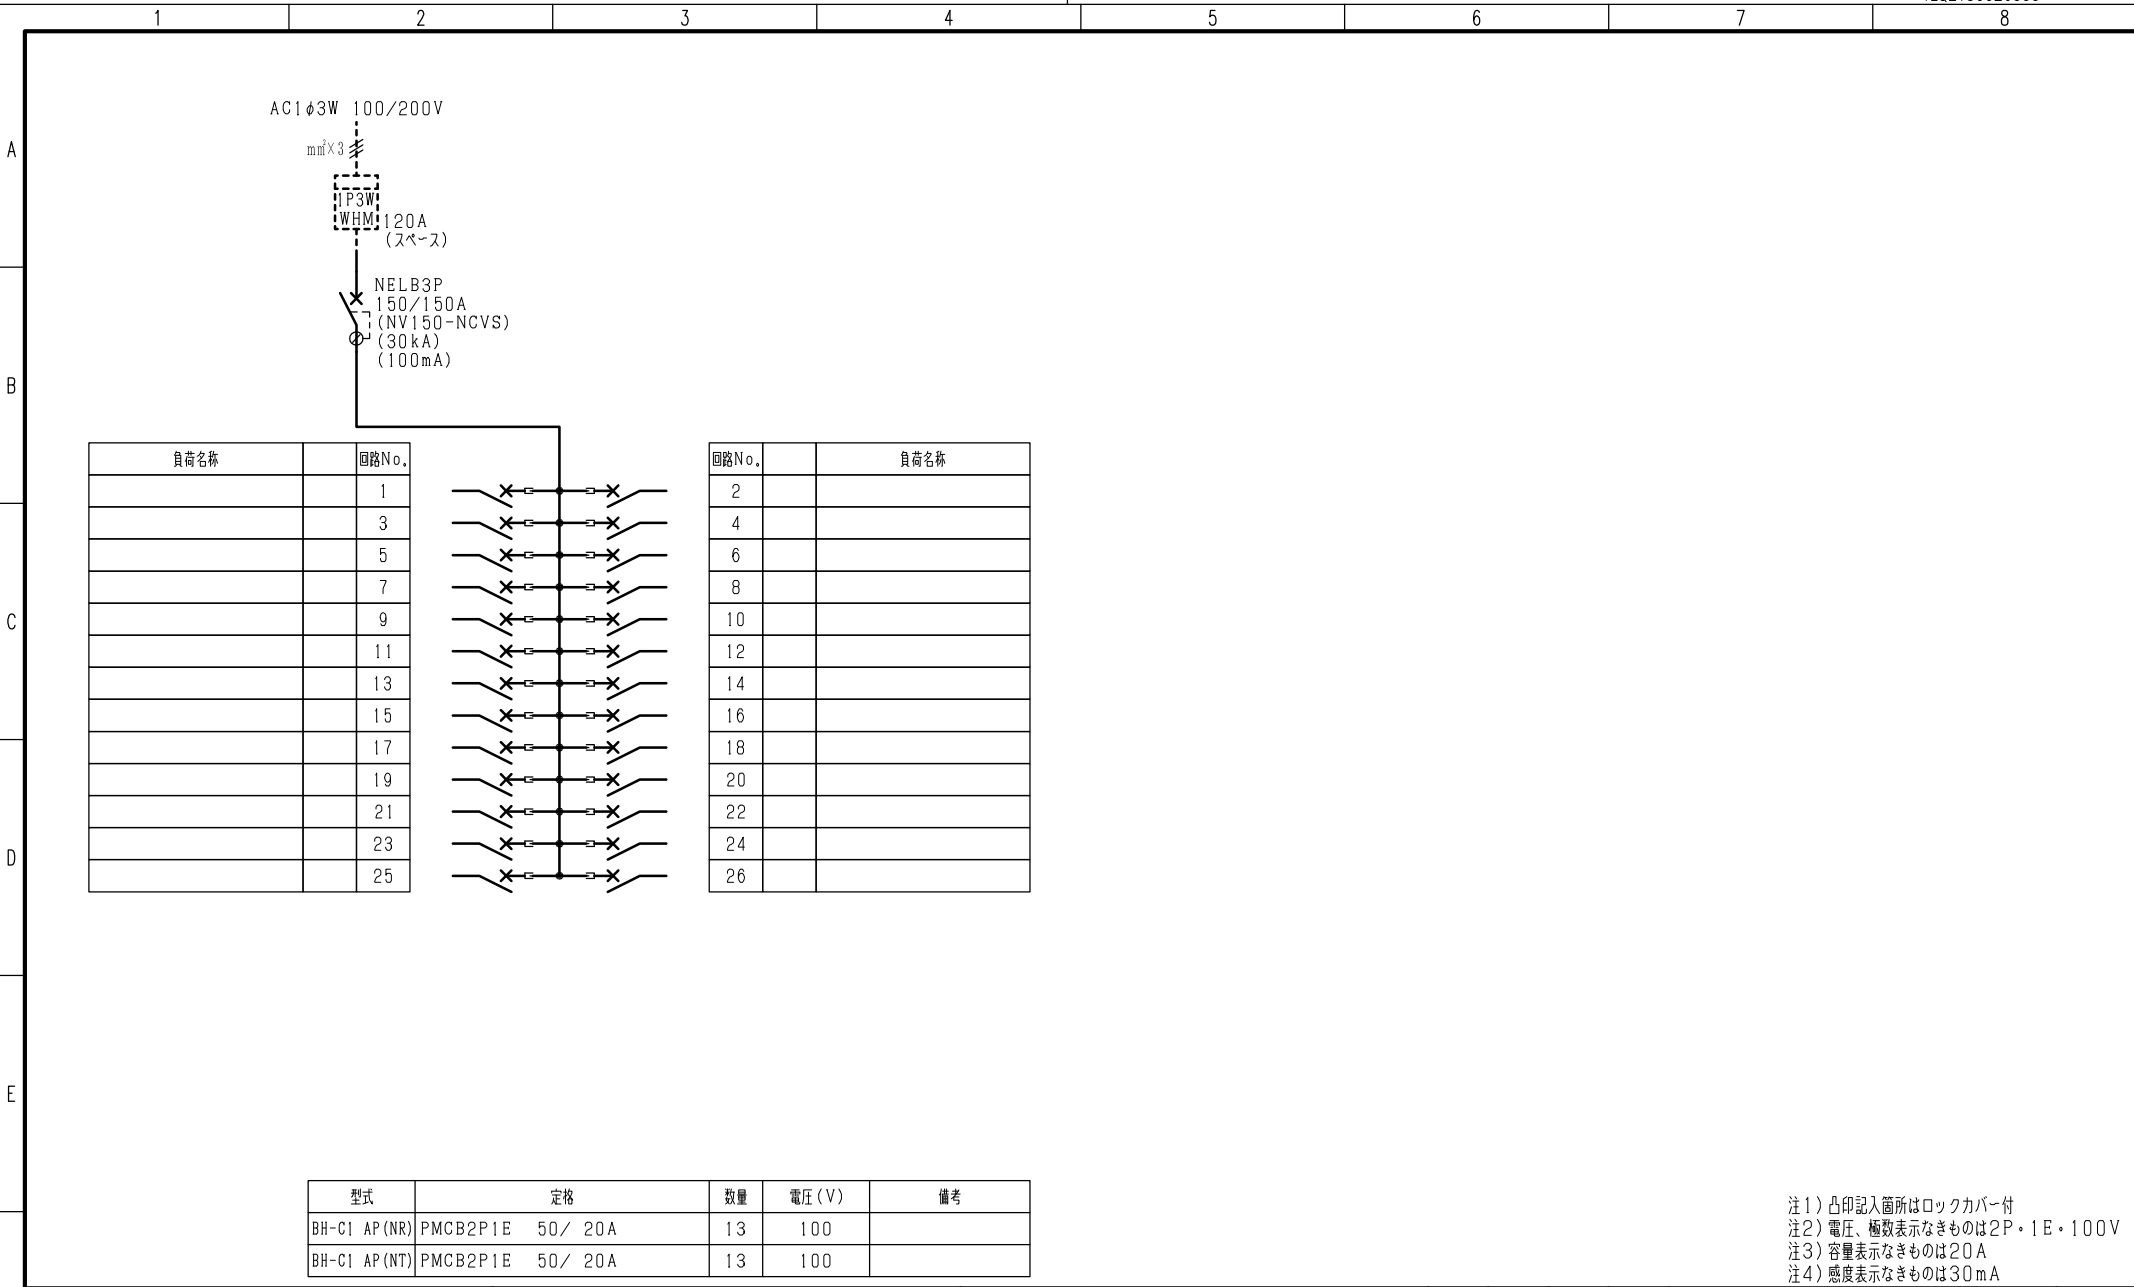 1 2 3 4 5 6 7 8
A
B
C
D
E
AC1φ3W 100/200V
mm²×3
1P3W
WHM
120A
(スペース)
NELB3P
150/150A
(NV150-NCVS)
(30kA)
(100mA)
負荷名称 回路No. 回路No. 負荷名称
1 2
3 4
5 6
7 8
9 10
11 12
13 14
15 16
17 18
19 20
21 22
23 24
25 26
型式 定格 数量 電圧(V) 備考
BH-C1 AP(NR) PMCB2P1E 50/ 20A 13 100
BH-C1 AP(NT) PMCB2P1E 50/ 20A 13 100
注1)凸印記入箇所はロックカバー付
注2)電圧、極数表示なきものは2P・1E・100V
注3)容量表示なきものは20A
注4)感度表示なきものは30mA